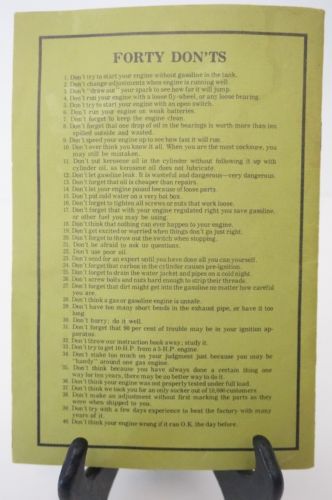 FORTY DON'TS
1. Don't try to start your engine without gasoline in the tank.
2. Don't change adjustments when engine is running well.
3. Don't "draw out" your spark to see how far it will jump.
4. Don't run your engine with a loose fly-wheel, or any loose bearing.
5. Don't try to start your engine with an open switch.
6. Don't run your engine on weak batteries.
7. Don't forget to keep the engine clean.
8. Don't forget that one drop of oil in the bearings is worth more than ten
spilled outside and wasted.
9. Don't speed your engine up to see how fast it will run.
10. Don't ever think you know it all. When you are the most cocksure, you
may still be mistaken.
11. Don't put kerosene oil in the cylinder without following it up with
cylinder oil, as kerosene oil does not lubricate.
12. Don't let gasoline leak. It is wasteful and dangerous—very dangerous.
13. Don't forget that oil is cheaper than repairs.
14. Don't let your engine pound because of loose parts.
15. Don't put cold water on a very hot box.
16. Don't forget to tighten all screws or nuts that work loose.
17. Don't forget that with your engine regulated right you save gasoline,
or other fuel you may be using.
18. Don't think that nothing can ever happen to your engine.
19. Don't get excited or worried when things don't go just right.
20. Don't forget to throw out the switch when stopping.
21. Don't be afraid to ask us questions.
22. Don't use poor oil.
23. Don't send for an expert until you have done all you can yourself.
24. Don't forget that carbon in the cylinder causes pre-ignition.
25. Don't forget to drain the water jacket and pipes on a cold night.
26. Don't screw bolts and nuts hard enough to strip their threads.
27. Don't forget that dirt might get into the gasoline no matter how careful
you are.
28. Don't think a gas or gasoline engine is unsafe.
29. Don't have too many short bends in the exhaust pipe, or have it too
long.
30. Don't hurry; do it well.
31. Don't forget that 90 per cent of trouble may be in your ignition ap-
paratus.
32. Don't throw our instruction book away; study it.
33. Don't try to get 10-H.P. from a 5-H.P. engine.
34. Don't stake too much on your judgment just because you may be
"handy" around one gas engine.
35. Don't think because you have always done a certain thing one
way for ten years, there may be no better way to do it.
36. Don't think your engine was not properly tested under full load.
37. Don't think we took you for an only sucker out of 10,000 customers
38. Don't make an adjustment without first marking the parts as they
were when shipped to you.
39. Don't try with a few days experience to beat the factory with many
years of it.
40. Don't think your engine wrong if it ran O.K. the day before.